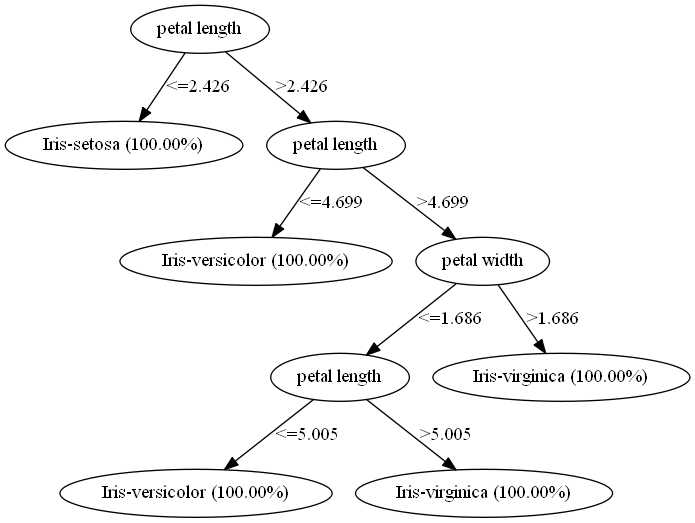 petal length
<=2.426
>2.426
Iris-setosa (100.00%)
petal length
<=4.699
>4.699
Iris-versicolor (100.00%)
petal width
<=1.686
>1.686
petal length
Iris-virginica (100.00%)
<=5.005
>5.005
Iris-versicolor (100.00%)
Iris-virginica (100.00%)